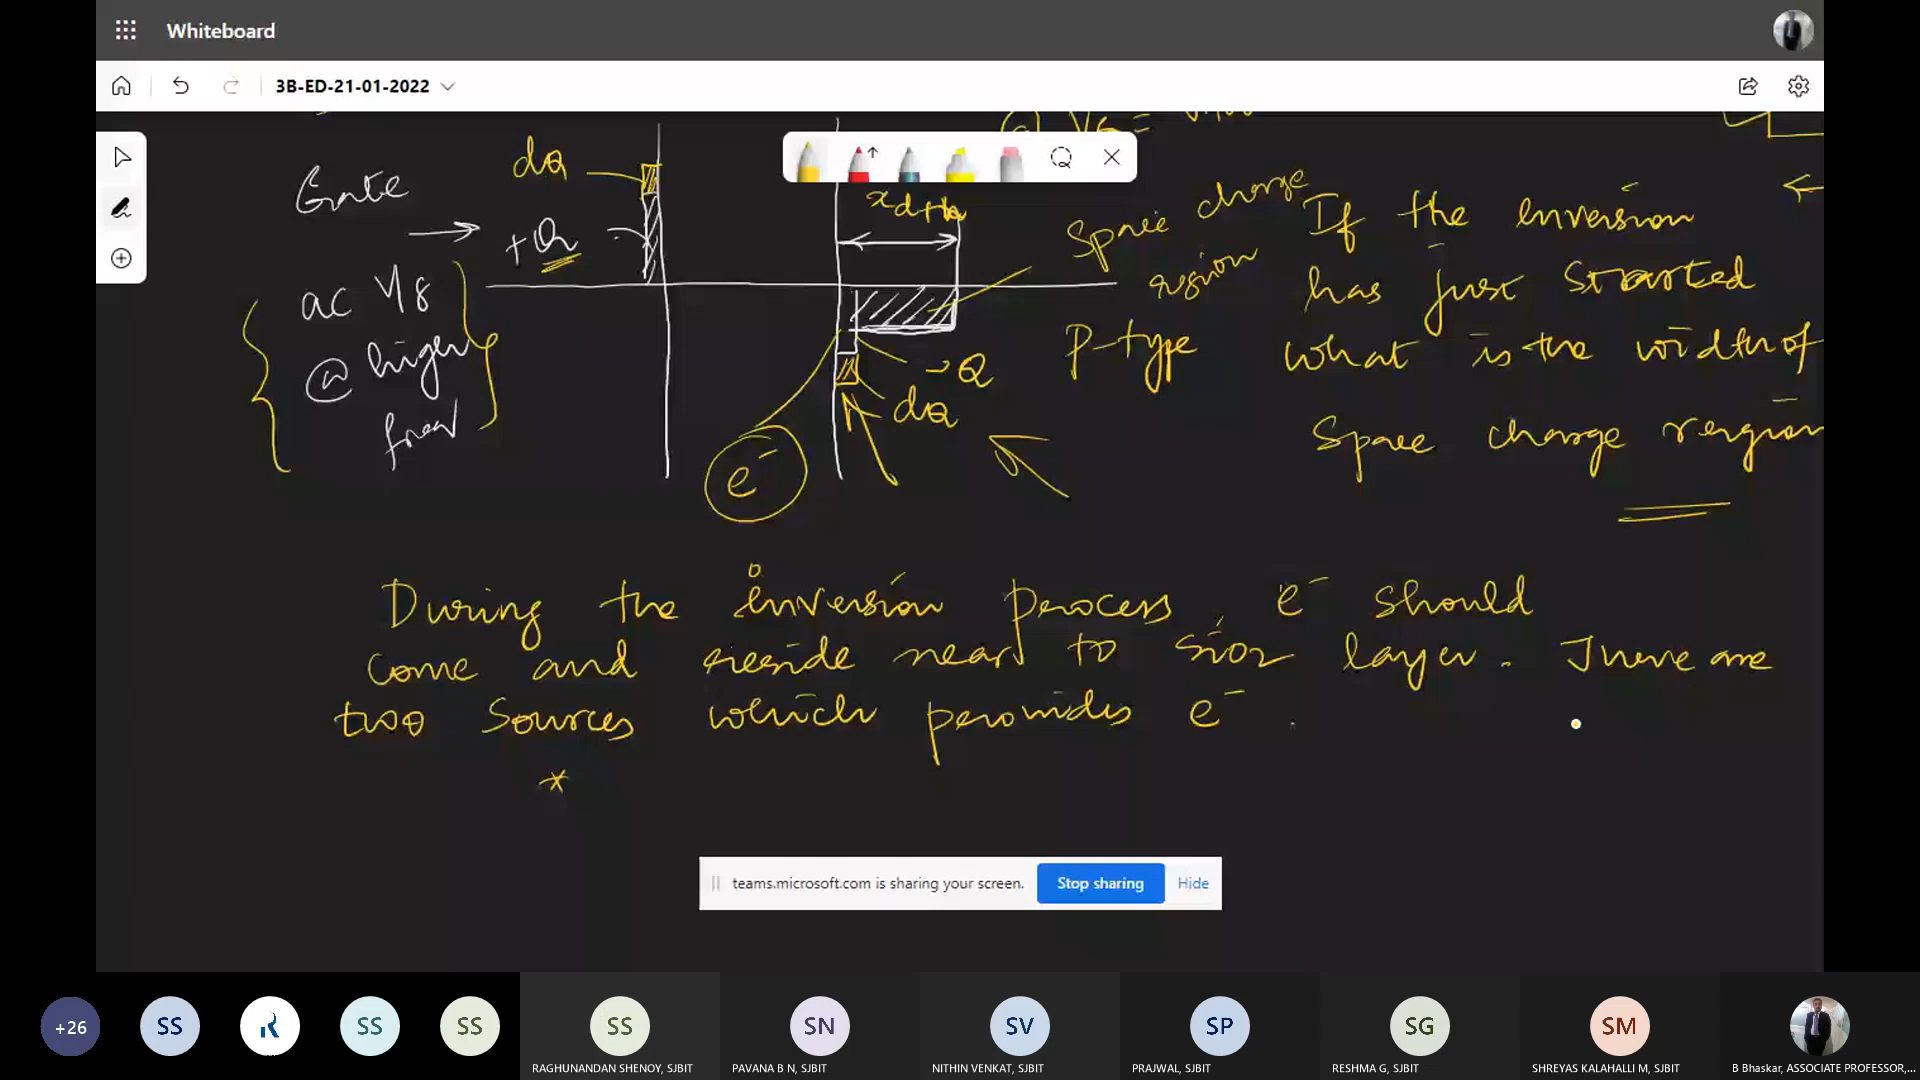 Whiteboard
3B-ED-21-01-2022
Gate
dQ
+Q
ac V/g
@ higer
freq
Space charge
region
P-type
-Q
dQ
e⁻
If the inversion
has just started
what is the width of
Space charge rergion
During the inversion process, e⁻ should
come and reside near to SiO2 layer. There are
two sources which provides e⁻.
*
teams.microsoft.com is sharing your screen.
Stop sharing
Hide
+26
SS
SS
SS
SS
SN
SV
SP
SG
SM
RAGHUNANDAN SHENOY, SJBIT
PAVANA B N, SJBIT
NITHIN VENKAT, SJBIT
PRAJWAL, SJBIT
RESHMA G, SJBIT
SHREYAS KALAHALLI M, SJBIT
B Bhaskar, ASSOCIATE PROFESSOR,...